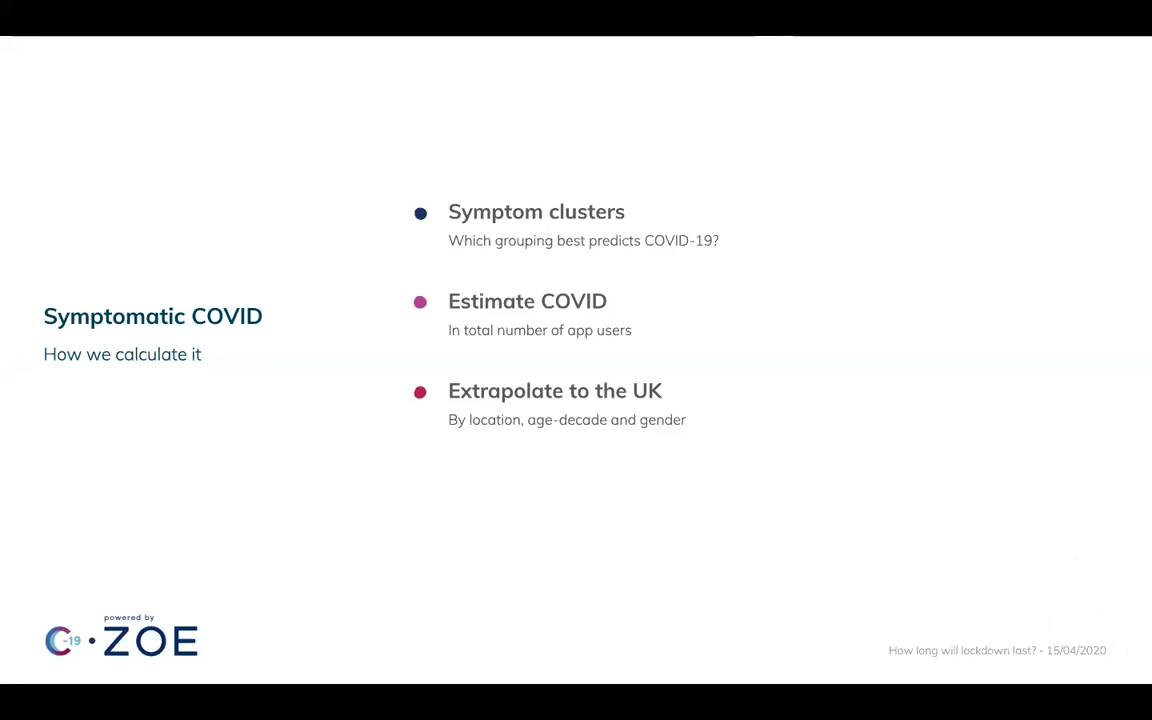 Symptom clusters
Which grouping best predicts COVID-19?
Estimate COVID
In total number of app users
Symptomatic COVID
How we calculate it
Extrapolate to the UK
By location, age-decade and gender
powered by
C-19 • ZOE
How long will lockdown last? - 15/04/2020